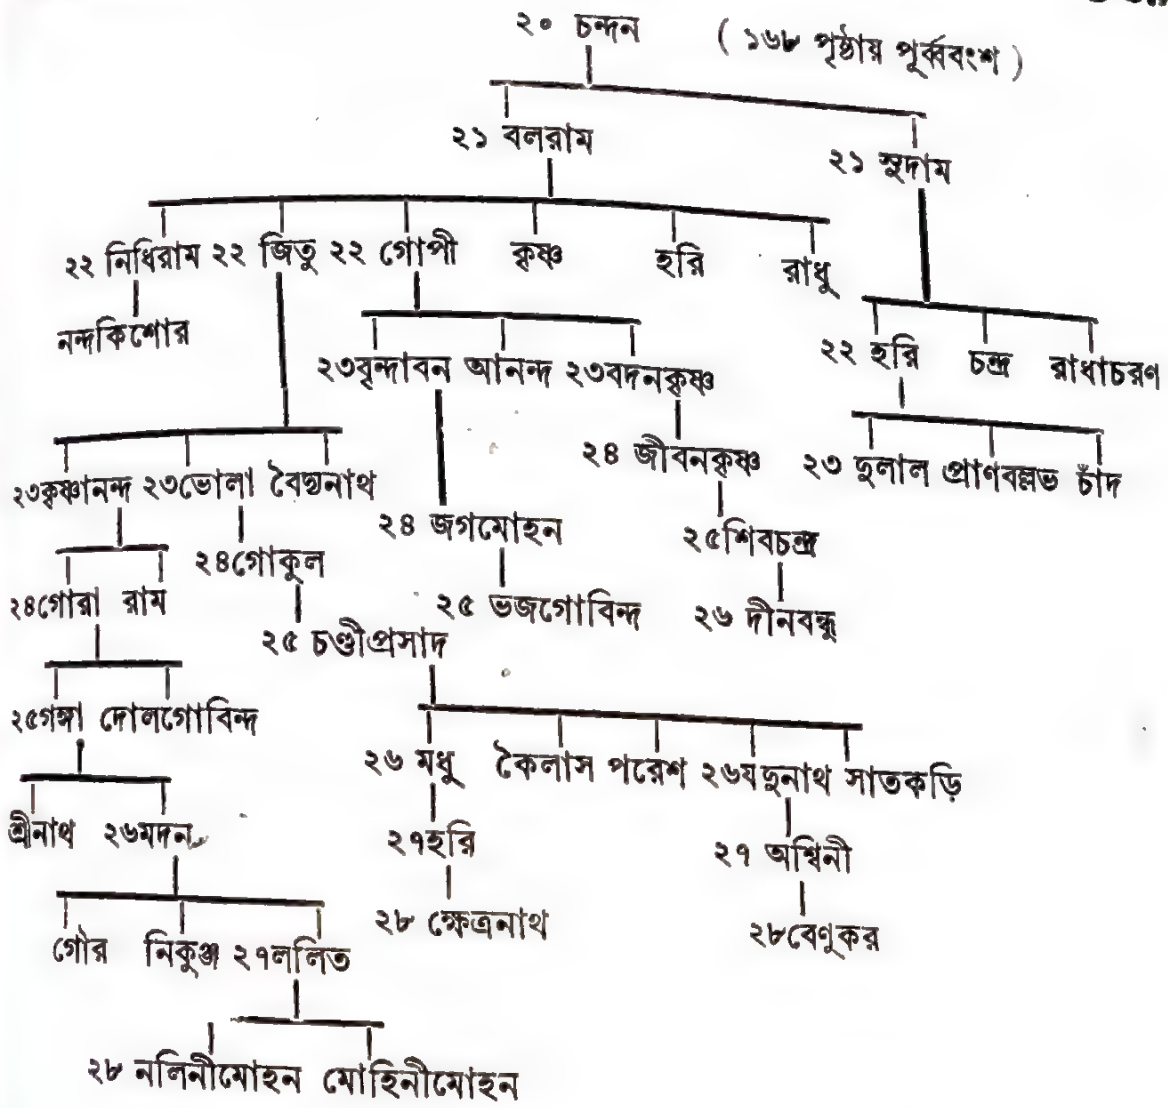 ২০ চন্দন (১৬৮ পৃষ্ঠায় পূর্ব্ববংশ)
২১ বলরাম ২১ সুদাম
২২ নিধিরাম ২২ জিতু ২২ গোপী কৃষ্ণ হরি রাধু
নন্দকিশোর
২২ হরি চন্দ্র রাধাচরণ
২৩বৃন্দাবন আনন্দ ২৩বদনকৃষ্ণ
২৪ জীবনকৃষ্ণ ২৩ দুলাল প্রাণবল্লভ চাঁদ
২৩কৃষ্ণানন্দ ২৩ভোলা বৈদ্যনাথ
২৪ জগমোহন ২৫শিবচন্দ্র
২৪গোকুল
২৪গোরা রাম ২৫ ভজগোবিন্দ ২৬ দীনবন্ধু
২৫ চণ্ডীপ্রসাদ
২৫গঙ্গা দোলগোবিন্দ
২৬ মধু কৈলাস পরেশ ২৬যদুনাথ সাতকড়ি
শ্রীনাথ ২৬মদন ২৭হরি ২৭ অশ্বিনী
২৮ ক্ষেত্রনাথ ২৮বেণুকর
গৌর নিকুঞ্জ ২৭ললিত
২৮ নলিনীমোহন মোহিনীমোহন